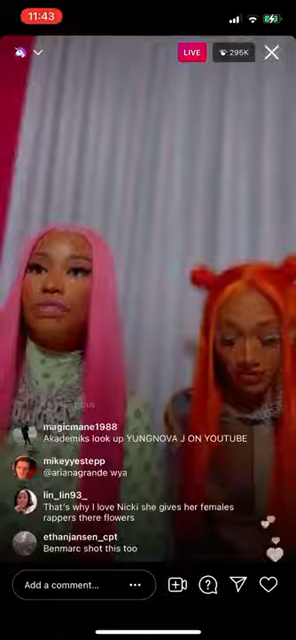 11:43
LIVE
295K
magicmane1988
Akademiks look up YUNGNOVA J ON YOUTUBE
mikeyyestepp
@arianagrande wya
lin_lin93_
That's why I love Nicki she gives her females
rappers there flowers
ethanjansen_cpt
Benmarc shot this too
Add a comment...